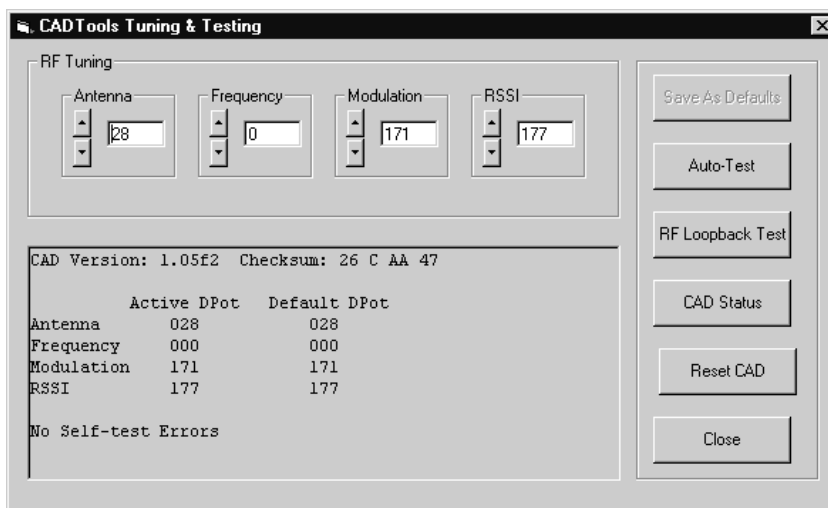 CADTools Tuning & Testing
RF Tuning
Antenna Frequency Modulation RSSI
28 0 171 177
Save As Defaults
Auto-Test
RF Loopback Test
CAD Status
Reset CAD
Close
CAD Version: 1.05f2 Checksum: 26 C AA 47
Active DPot Default DPot
Antenna 028 028
Frequency 000 000
Modulation 171 171
RSSI 177 177
No Self-test Errors